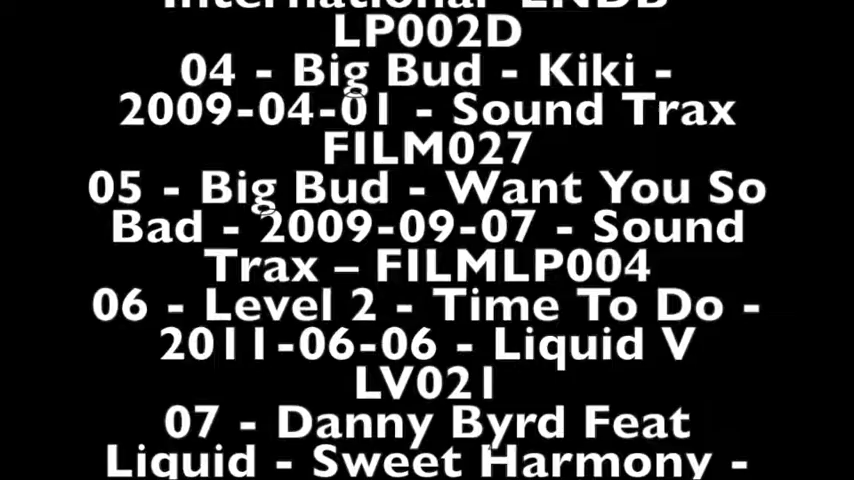 International ENDB
LP002D
04 - Big Bud - Kiki -
2009-04-01 - Sound Trax
FILM027
05 - Big Bud - Want You So
Bad - 2009-09-07 - Sound
Trax – FILMLP004
06 - Level 2 - Time To Do -
2011-06-06 - Liquid V
LV021
07 - Danny Byrd Feat
Liquid - Sweet Harmony -